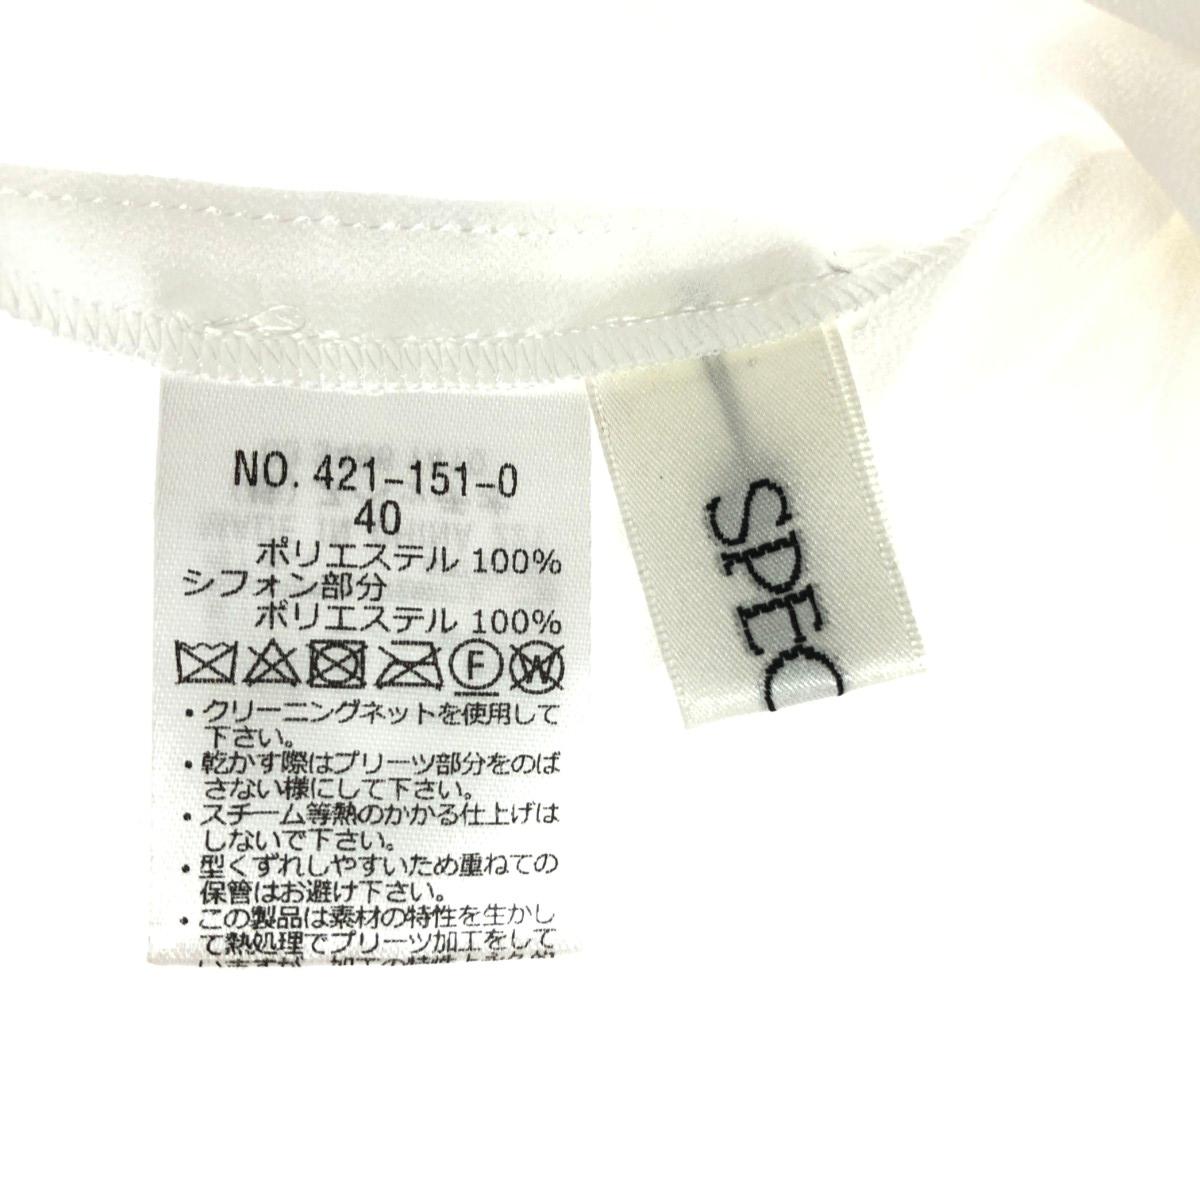 NO. 421-151-0
40
ポリエステル 100%
シフォン部分
ポリエステル 100%
F W
・クリーニングネットを使用して
下さい。
・乾かす際はプリーツ部分をのば
さない様にして下さい。
・スチーム等熱のかかる仕上げは
しないで下さい。
・型くずれしやすいため重ねての
保管はお避け下さい。
・この製品は素材の特性を生かし
て熱処理でプリーツ加工をして
SPEC